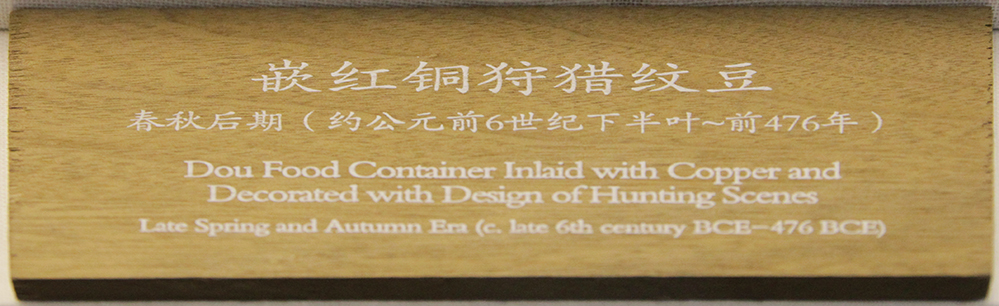 嵌红铜狩猎纹豆
春秋后期（约公元前6世纪下半叶~前476年）
Dou Food Container Inlaid with Copper and
Decorated with Design of Hunting Scenes
Late Spring and Autumn Era (c. late 6th century BCE-476 BCE)